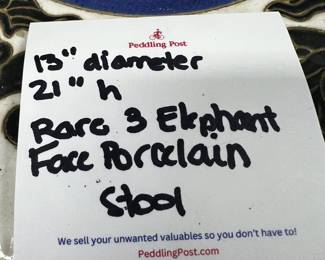 Peddling Post
13" diameter
21" h
Rare 3 Elephant
Face Porcelain
Stool
We sell your unwanted valuables so you don't have to!
PeddlingPost.com